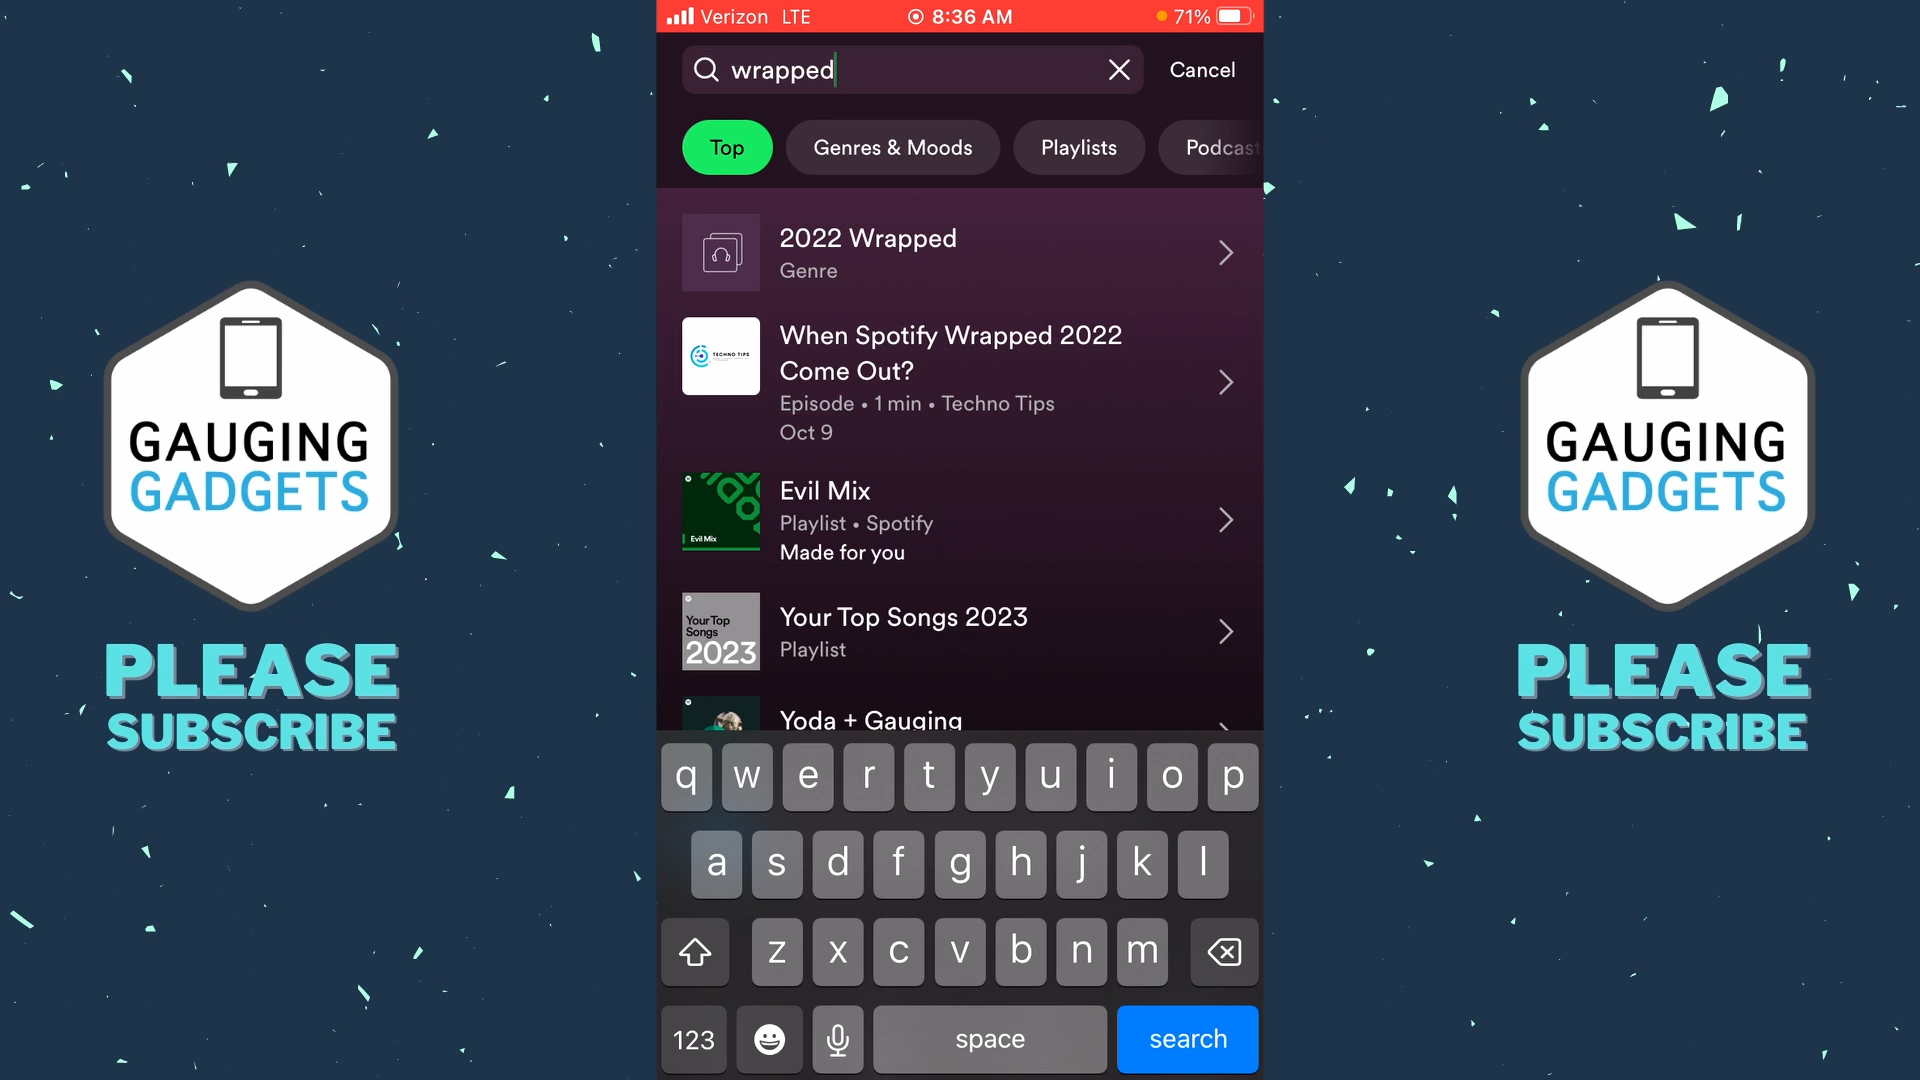 Verizon LTE 8:36 AM 71%
wrapped Cancel
Top Genres & Moods Playlists Podcast
2022 Wrapped
Genre
TECHNO TIPS
When Spotify Wrapped 2022
Come Out?
Episode • 1 min • Techno Tips
Oct 9
Evil Mix
Evil Mix
Playlist • Spotify
Made for you
Your Top
Songs
2023
Your Top Songs 2023
Playlist
Yoda + Gauging
q w e r t y u i o p
a s d f g h j k l
z x c v b n m
123 space search
GAUGING
GADGETS
PLEASE
SUBSCRIBE
GAUGING
GADGETS
PLEASE
SUBSCRIBE